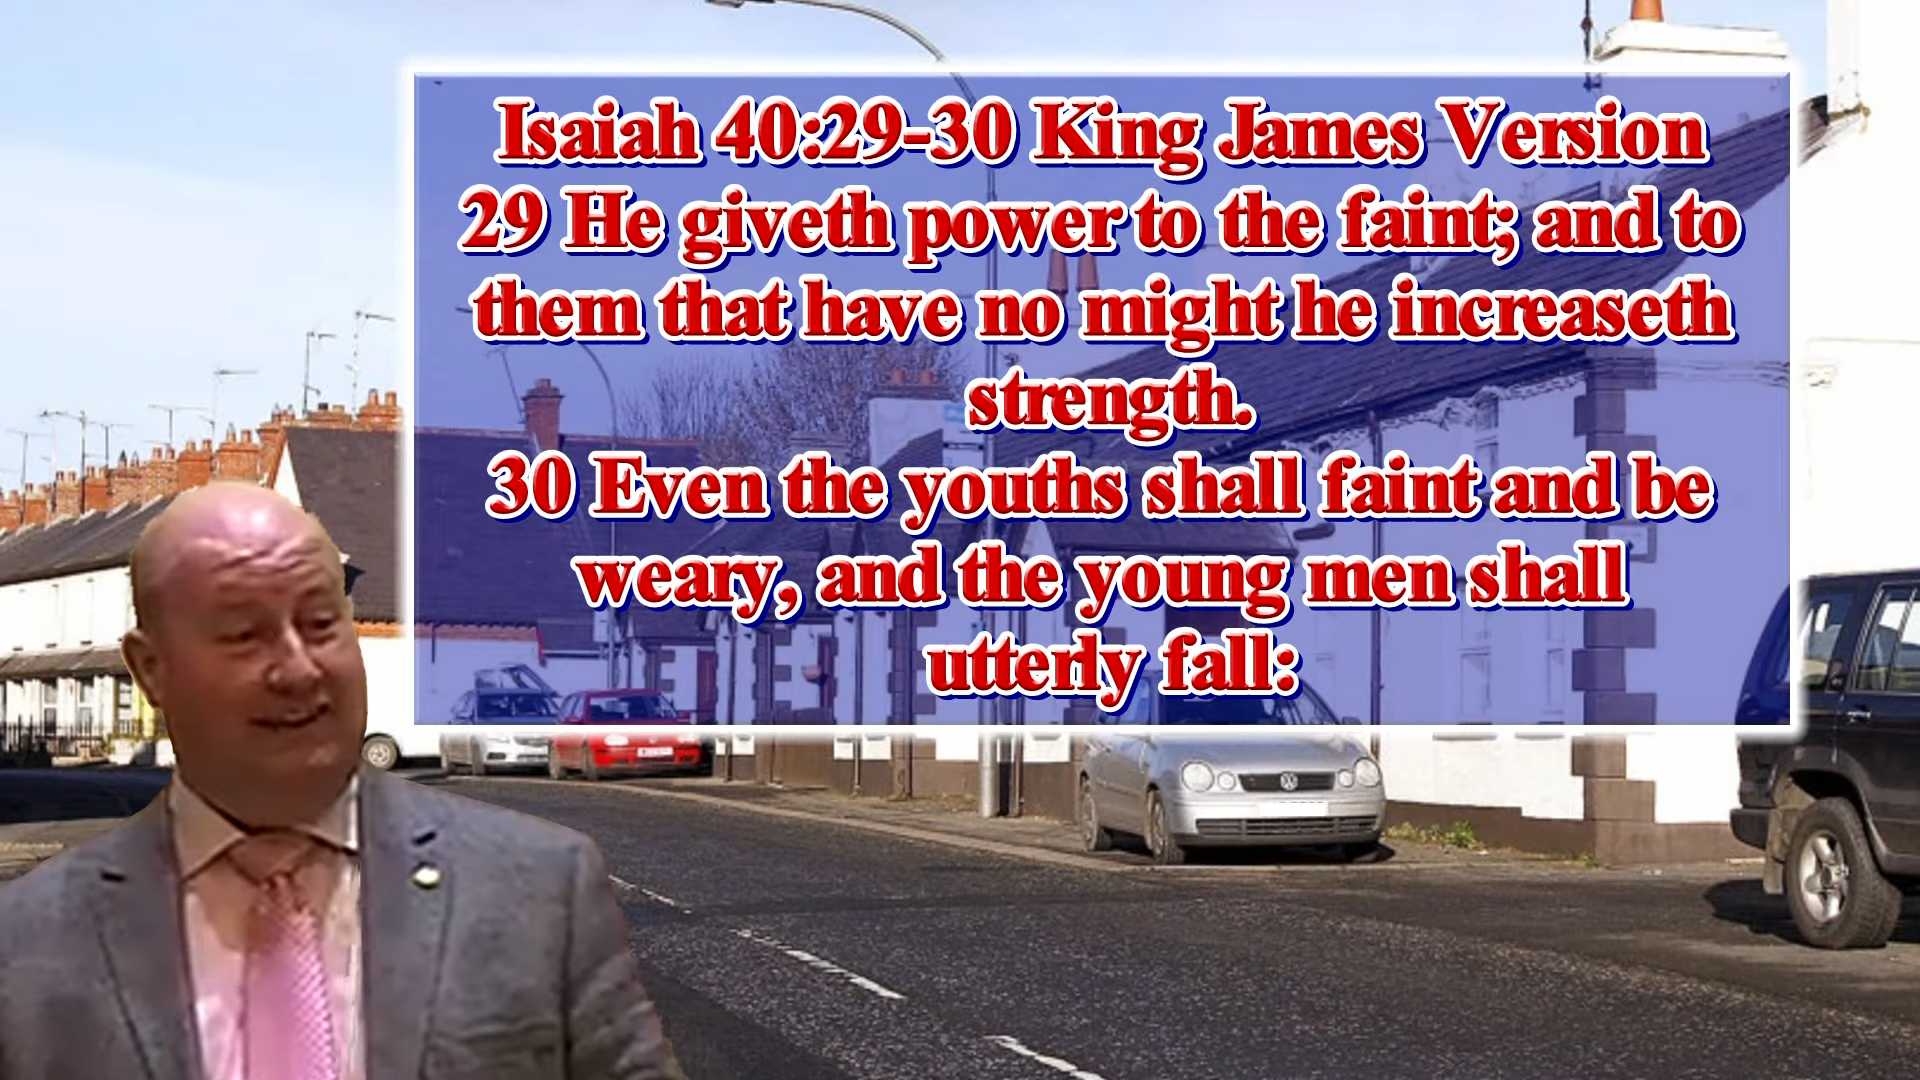 Isaiah 40:29-30 King James Version
29 He giveth power to the faint; and to
them that have no might he increaseth
strength.
30 Even the youths shall faint and be
weary, and the young men shall
utterly fall: